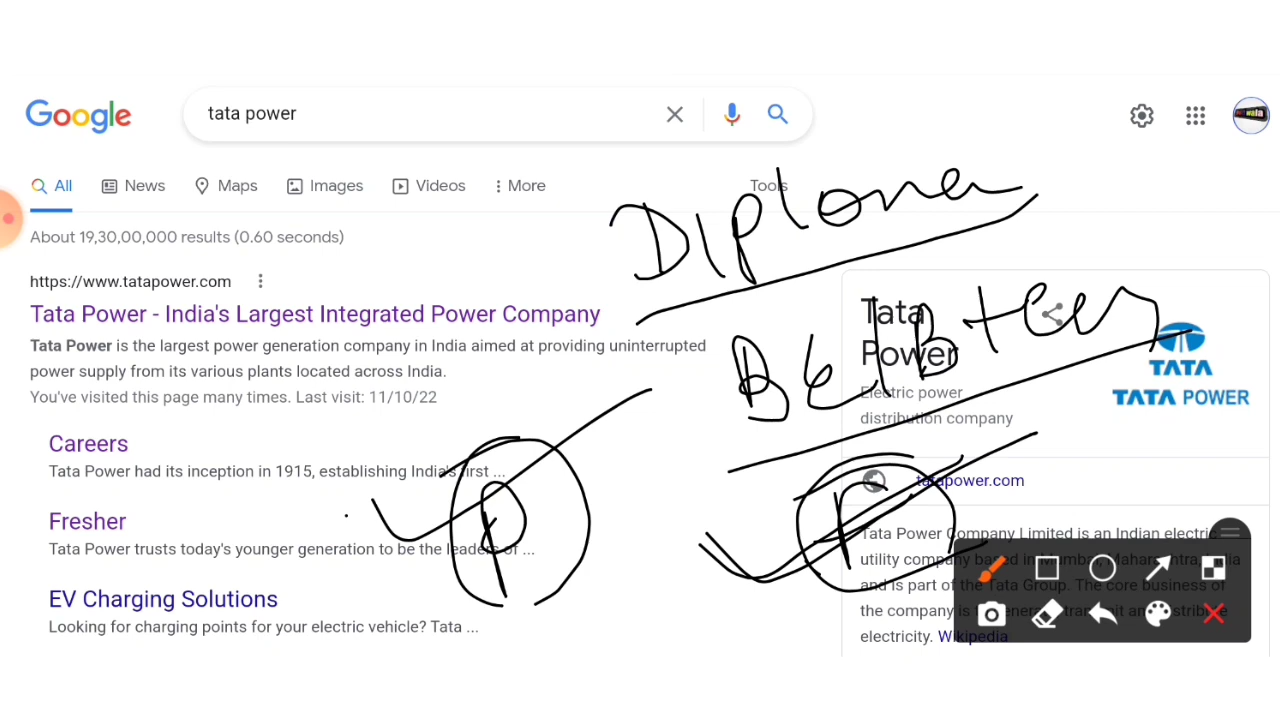 Google
tata power
All News Maps Images Videos More Tools
About 19,30,00,000 results (0.60 seconds)
Diploma
https://www.tatapower.com
Tata Power - India's Largest Integrated Power Company
Tata Power is the largest power generation company in India aimed at providing uninterrupted
power supply from its various plants located across India.
You've visited this page many times. Last visit: 11/10/22
Careers
Tata Power had its inception in 1915, establishing India's first ...
Fresher
Tata Power trusts today's younger generation to be the leaders of ...
EV Charging Solutions
Looking for charging points for your electric vehicle? Tata ...
P
Tata
Power
Electric power
distribution company
TATA
TATA POWER
tatapower.com
Tata Power Company Limited is an Indian electric
utility company based in Mumbai, Maharashtra, India
and is part of the Tata Group. The core business of
the company is to generate, transmit and distribute
electricity. Wikipedia